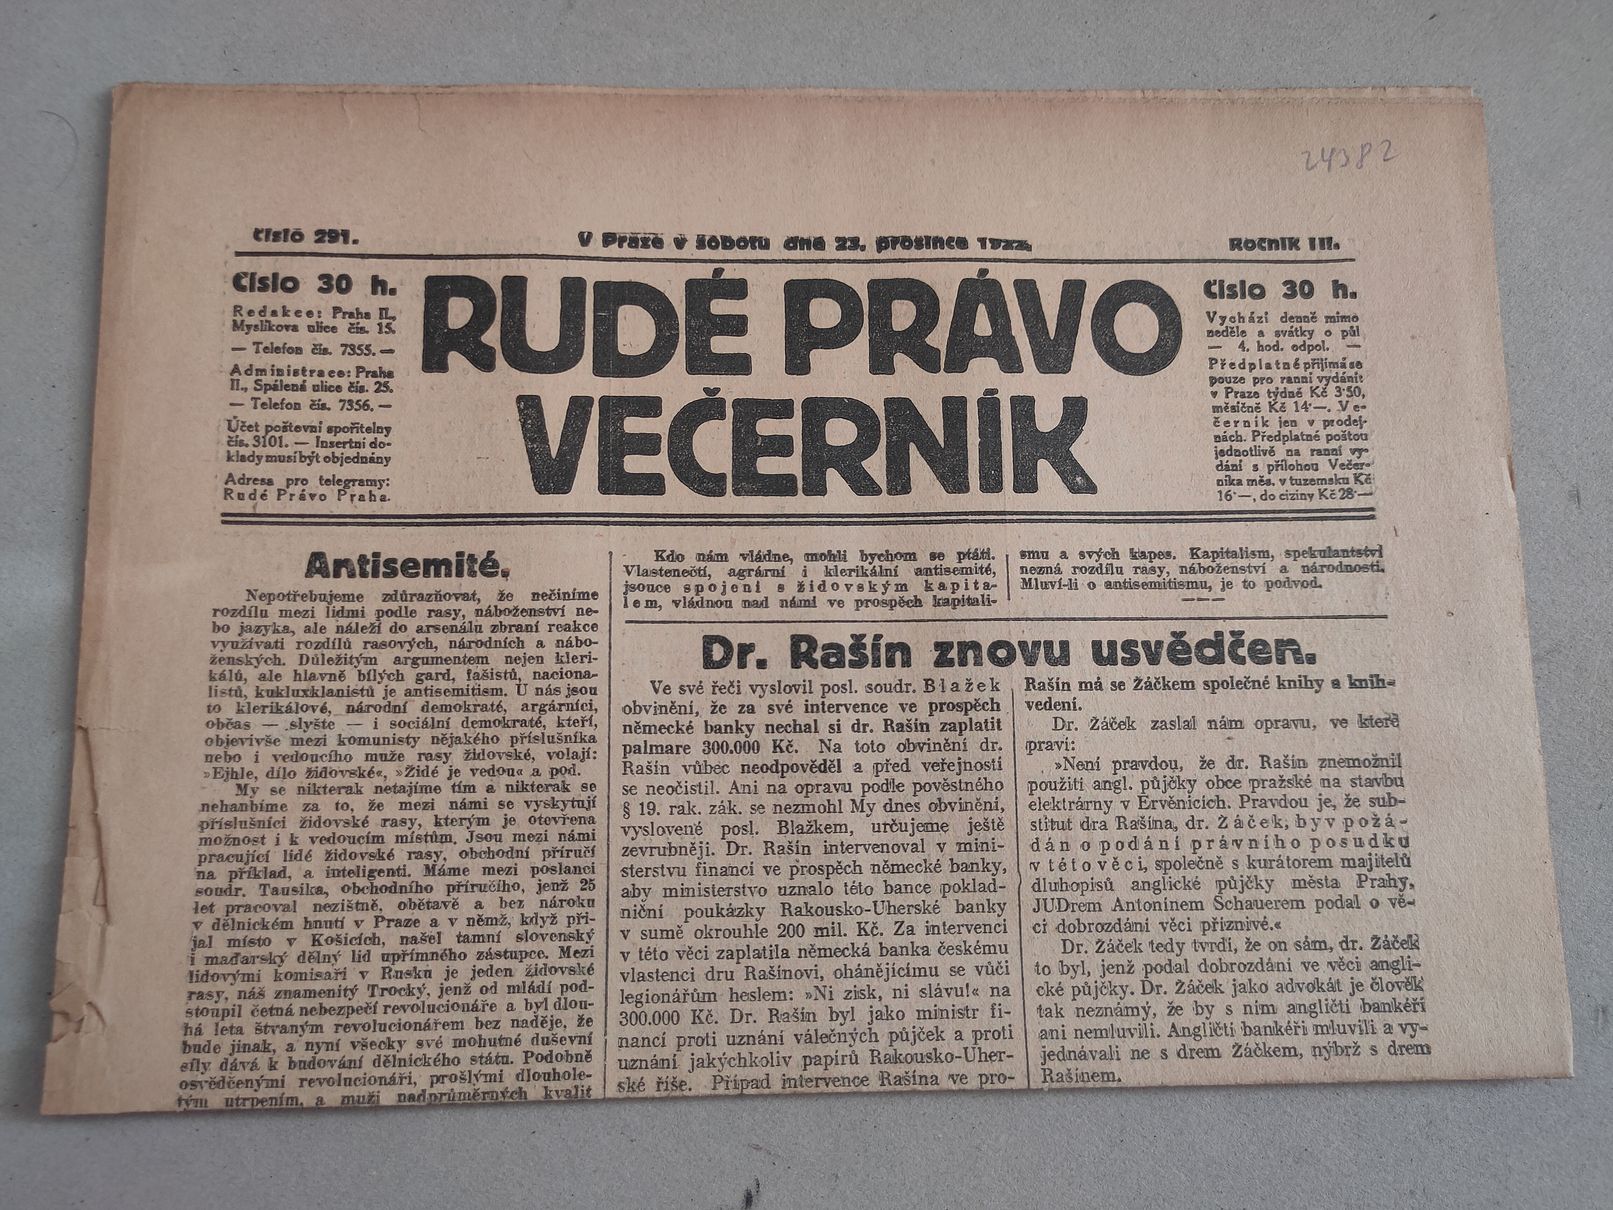 24382
Číslo 291.
V Praze v sobotu dne 23. prosince 1922.
Ročník III.
Číslo 30 h.
Redakce: Praha II.,
Myslíkova ulice čís. 15.
— Telefon čís. 7355. —
Administrace: Praha
II., Spálená ulice čís. 25.
— Telefon čís. 7356. —
Účet poštovní spořitelny
čís. 3101. — Insertní do-
klady musí být objednány
Adresa pro telegramy:
Rudé Právo Praha.
RUDÉ PRÁVO
VEČERNÍK
Číslo 30 h.
Vychází denně mimo
neděle a svátky o půl
— 4. hod. odpol. —
Předplatné přijímá se
pouze pro ranní vydání:
v Praze týdně Kč 3·50,
měsíčně Kč 14·—. Ve-
černík jen v prodej-
nách. Předplatné poštou
jednotlivě na ranní vy-
dání s přílohou Večer-
níka měs. v tuzemsku Kč
16·—, do ciziny Kč 28·—
Antisemité.
Nepotřebujeme zdůrazňovat, že nečiníme
rozdílu mezi lidmi podle rasy, náboženství ne-
bo jazyka, ale náleží do arsenálu zbraní reakce
využívati rozdílů rasových, národních a nábo-
ženských. Důležitým argumentem nejen kleri-
kálů, ale hlavně bílých gard, fašistů, naciona-
listů, kukluxklanistů je antisemitism. U nás jsou
to klerikálové, národní demokraté, argárníci,
občas — slyšte — i sociální demokraté, kteří,
objevivše mezi komunisty nějakého příslušníka
nebo i vedoucího muže rasy židovské, volají:
»Ejhle, dílo židovské«, »Židé je vedou« a pod.
My se nikterak netajíme tím a nikterak se
nehanbíme za to, že mezi námi se vyskytují
příslušníci židovské rasy, kterým je otevřena
možnost i k vedoucím místům. Jsou mezi námi
pracující lidé židovské rasy, obchodní příručí
na příklad, a inteligenti. Máme mezi poslanci
soudr. Tausika, obchodního příručího, jenž 25
let pracoval nezištně, obětavě a bez nároku
v dělnickém hnutí v Praze a v němž, když při-
jal místo v Košicích, našel tamní slovenský
i maďarský dělný lid upřímného zástupce. Mezi
lidovými komisaři v Rusku je jeden židovské
rasy, náš znamenitý Trocký, jenž od mládí pod-
stoupil četná nebezpečí revolucionáře a byl dlou-
há leta štvaným revolucionářem bez naděje, že
bude jinak, a nyní všecky své mohutné duševní
síly dává k budování dělnického státu. Podobně
osvědčenými revolucionáři, prošlými dlouhole-
tým utrpením, a muži nadprůměrných kvalit
Kdo nám vládne, mohli bychom se ptáti.
Vlastenečtí, agrární i klerikální antisemité,
jsouce spojeni s židovským kapita-
lem, vládnou nad námi ve prospěch kapitali-
smu a svých kapes. Kapitalism, spekulantství
nezná rozdílu rasy, náboženství a národnosti.
Mluví-li o antisemitismu, je to podvod.
Dr. Rašín znovu usvědčen.
Ve své řeči vyslovil posl. soudr. Blažek
obvinění, že za své intervence ve prospěch
německé banky nechal si dr. Rašín zaplatit
palmare 300.000 Kč. Na toto obvinění dr.
Rašín vůbec neodpověděl a před veřejností
se neočistil. Ani na opravu podle pověstného
§ 19. rak. zák. se nezmohl My dnes obvinění,
vyslovené posl. Blažkem, určujeme ještě
zevrubněji. Dr. Rašín intervenoval v mini-
sterstvu financí ve prospěch německé banky,
aby ministerstvo uznalo této bance poklad-
niční poukázky Rakousko-Uherské banky
v sumě okrouhle 200 mil. Kč. Za intervenci
v této věci zaplatila německá banka českému
vlastenci dru Rašínovi, ohánějícímu se vůči
legionářům heslem: »Ni zisk, ni slávu!« na
300.000 Kč. Dr. Rašín byl jako ministr fi-
nancí proti uznání válečných půjček a proti
uznání jakýchkoliv papírů Rakousko-Uher-
ské říše. Případ intervence Rašína ve pro-
Rašín má se Žáčkem společné knihy a knih-
vedení.
Dr. Žáček zaslal nám opravu, ve které
praví:
»Není pravdou, že dr. Rašín znemožnil
použití angl. půjčky obce pražské na stavbu
elektrárny v Ervěnicích. Pravdou je, že sub-
stitut dra Rašína, dr. Žáček, byv požá-
dán o podání právního posudku
v této věci, společně s kurátorem majitelů
dluhopisů anglické půjčky města Prahy,
JUDrem Antonínem Schauerem podal o vě-
ci dobrozdání věci příznivé.«
Dr. Žáček tedy tvrdí, že on sám, dr. Žáček
to byl, jenž podal dobrozdání ve věci angli-
cké půjčky. Dr. Žáček jako advokát je člověk
tak neznámý, že by s ním angličtí bankéři
ani nemluvili. Angličtí bankéři mluvili a vy-
jednávali ne s drem Žáčkem, nýbrž s drem
Rašínem.